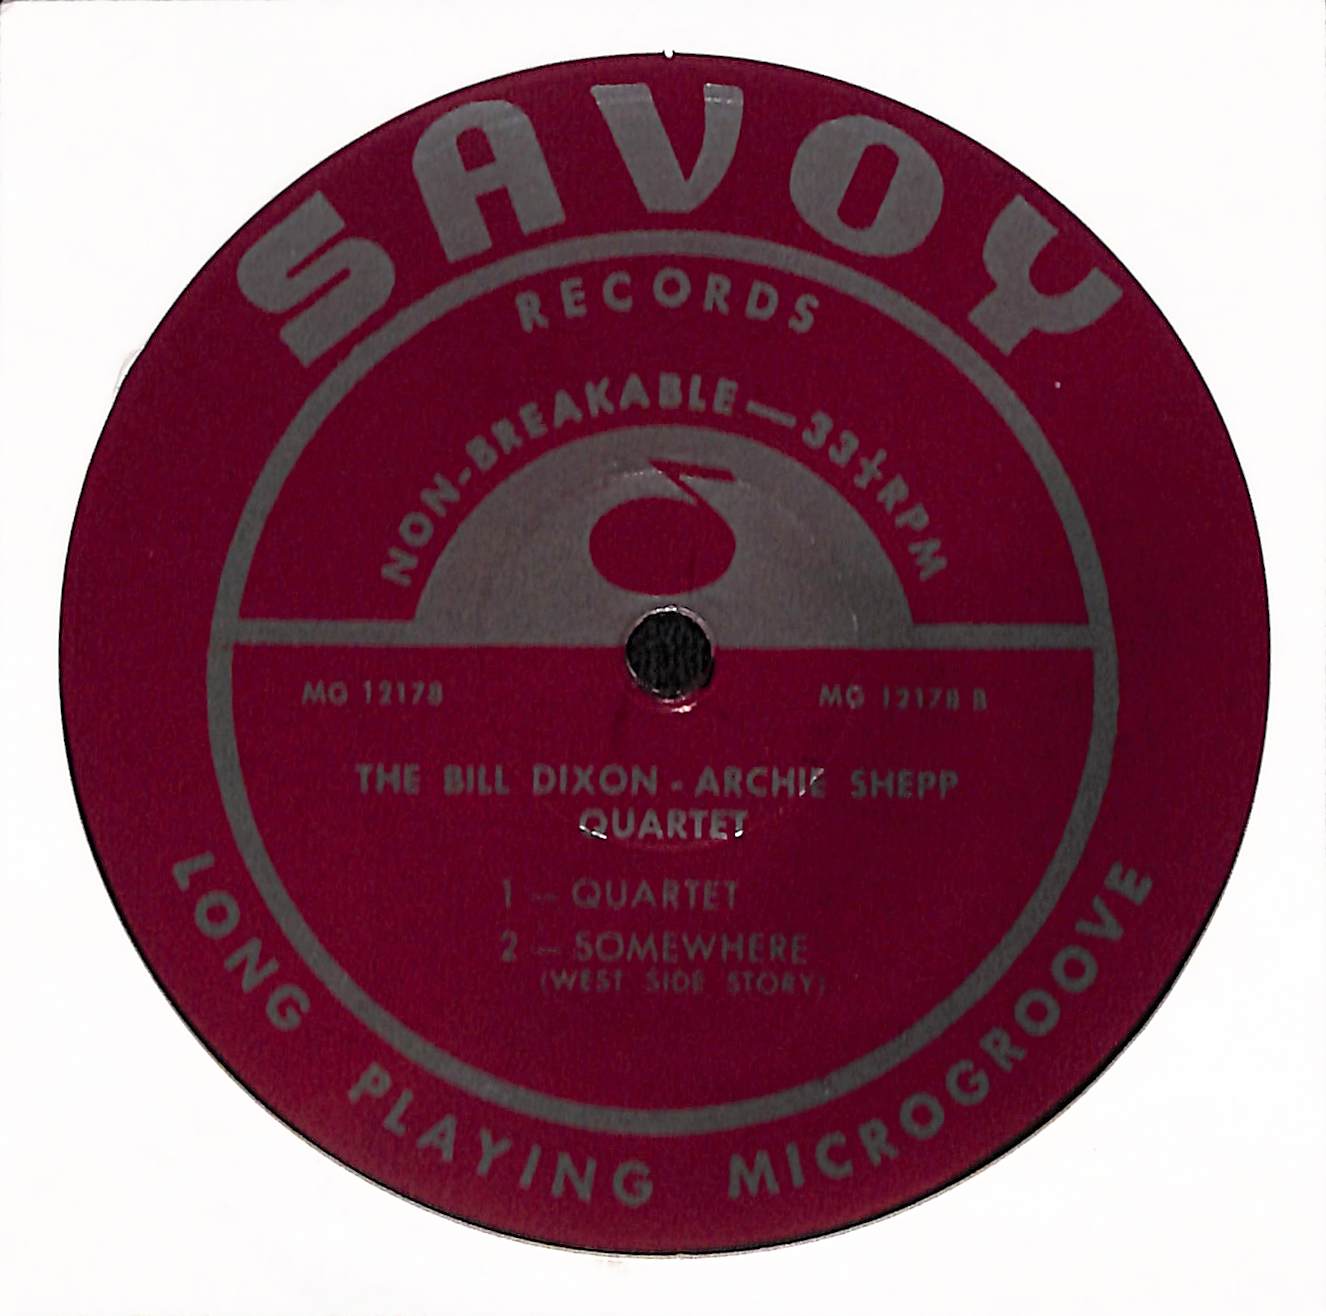 SAVOY
RECORDS
NON-BREAKABLE — 33⅓ RPM
MG 12178
MG 12178 B
THE BILL DIXON - ARCHIE SHEPP
QUARTET
1 — QUARTET
2 — SOMEWHERE
(WEST SIDE STORY)
LONG PLAYING MICROGROOVE